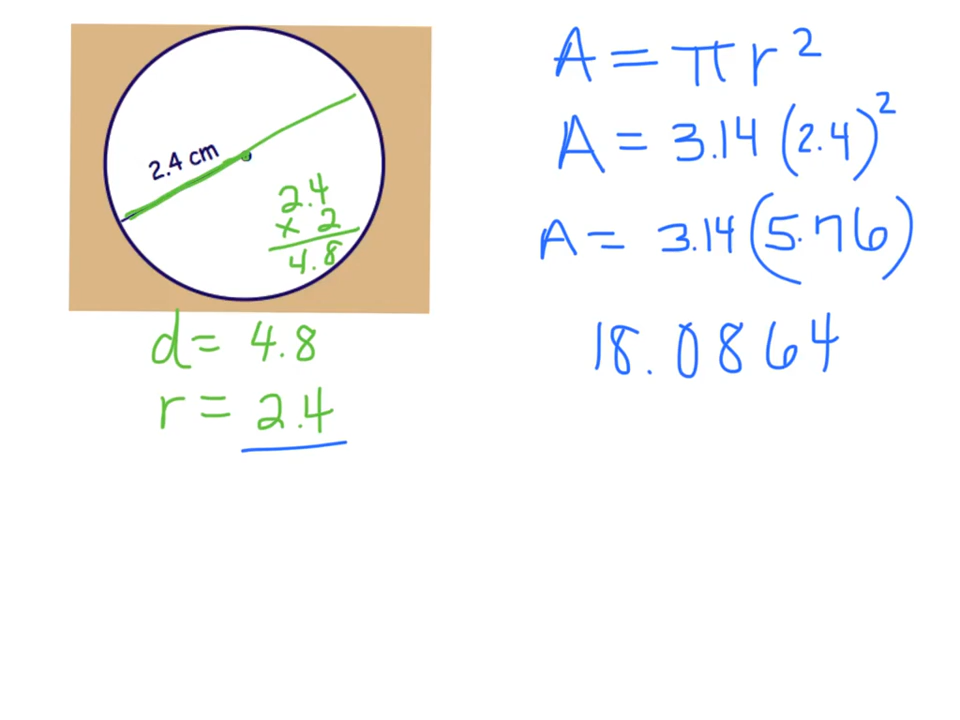 2.4 cm
2.4
x 2
4.8
d = 4.8
r = 2.4
A = πr²
A = 3.14 (2.4)²
A = 3.14 (5.76)
18.0864